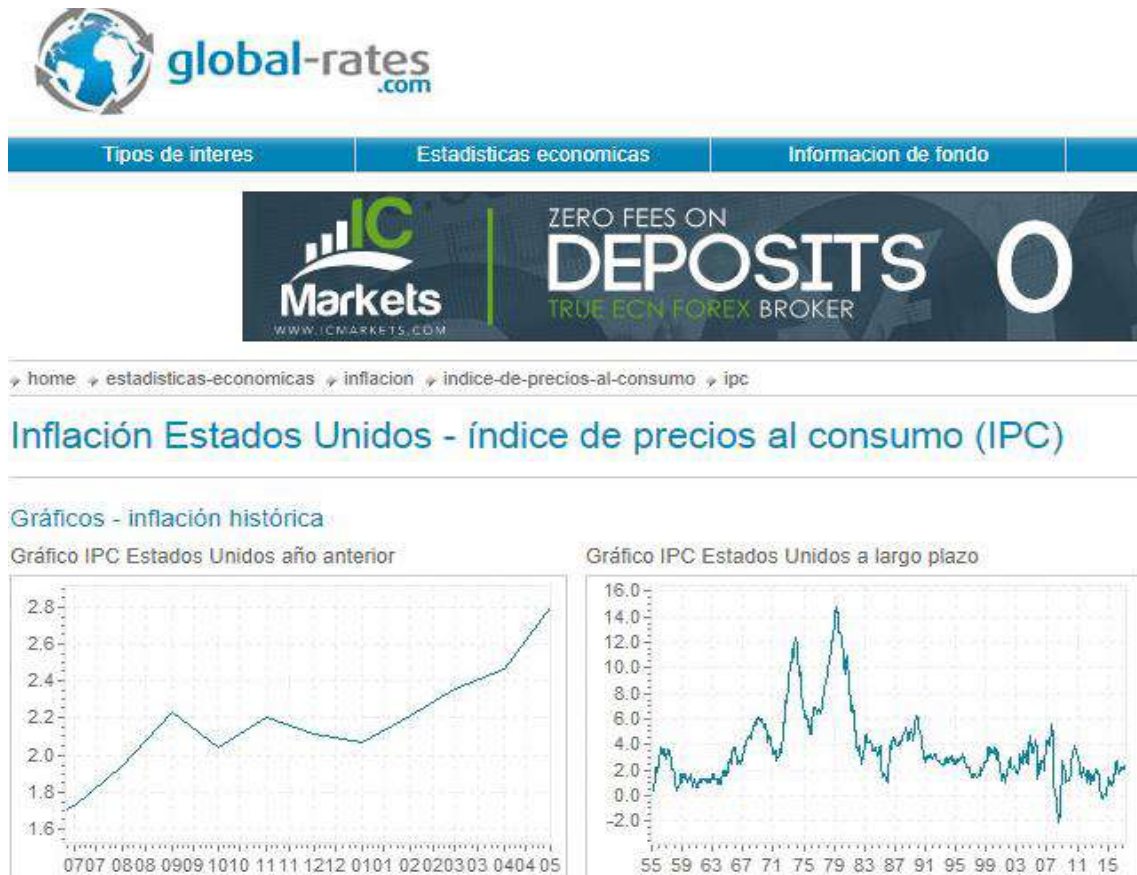 global-rates
.com
Tipos de interes Estadisticas economicas Informacion de fondo
IC
Markets
WWW.ICMARKETS.COM
ZERO FEES ON
DEPOSITS 0
TRUE ECN FOREX BROKER
home estadisticas-economicas inflacion indice-de-precios-al-consumo ipc
Inflación Estados Unidos - índice de precios al consumo (IPC)
Gráficos - inflación histórica
Gráfico IPC Estados Unidos año anterior
2.8
2.6
2.4
2.2
2.0
1.8
1.6
0707 0808 0909 1010 1111 1212 0101 02020303 0404 05
Gráfico IPC Estados Unidos a largo plazo
16.0
14.0
12.0
10.0
8.0
6.0
4.0
2.0
0.0
-2.0
55 59 63 67 71 75 79 83 87 91 95 99 03 07 11 15